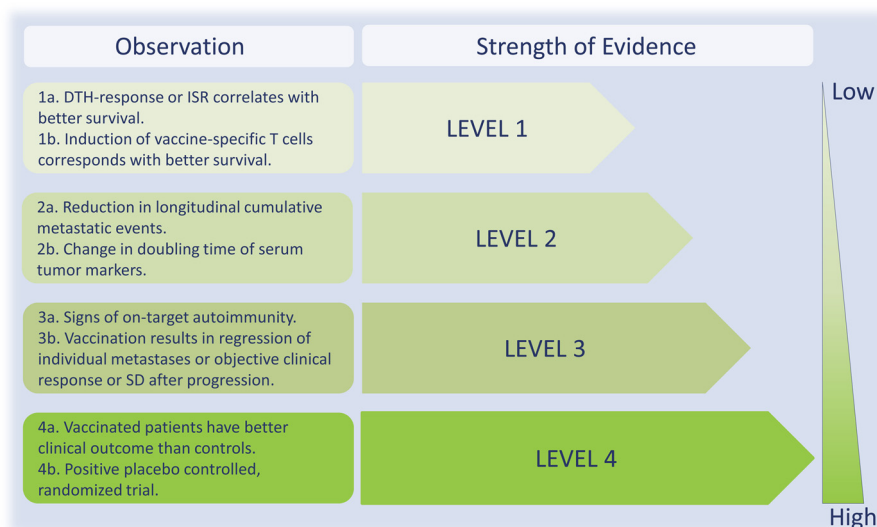 Observation
Strength of Evidence
1a. DTH-response or ISR correlates with
better survival.
1b. Induction of vaccine-specific T cells
corresponds with better survival.
LEVEL 1
Low
2a. Reduction in longitudinal cumulative
metastatic events.
2b. Change in doubling time of serum
tumor markers.
LEVEL 2
3a. Signs of on-target autoimmunity.
3b. Vaccination results in regression of
individual metastases or objective clinical
response or SD after progression.
LEVEL 3
4a. Vaccinated patients have better
clinical outcome than controls.
4b. Positive placebo controlled,
randomized trial.
LEVEL 4
High